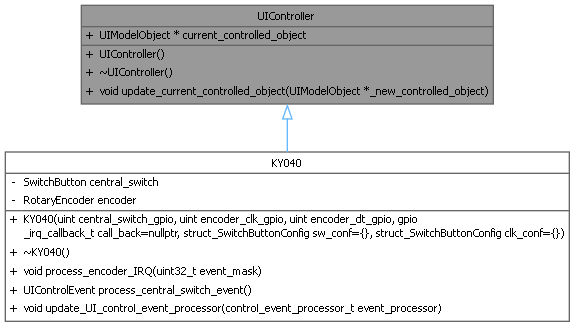 UIController
+ UIModelObject * current_controlled_object
+ UIController()
+ ~UIController()
+ void update_current_controlled_object(UIModelObject *_new_controlled_object)
KY040
- SwitchButton central_switch
- RotaryEncoder encoder
+ KY040(uint central_switch_gpio, uint encoder_clk_gpio, uint encoder_dt_gpio, gpio
_irq_callback_t call_back=nullptr, struct_SwitchButtonConfig sw_conf={}, struct_SwitchButtonConfig clk_conf={})
+ ~KY040()
+ void process_encoder_IRQ(uint32_t event_mask)
+ UIControlEvent process_central_switch_event()
+ void update_UI_control_event_processor(control_event_processor_t event_processor)